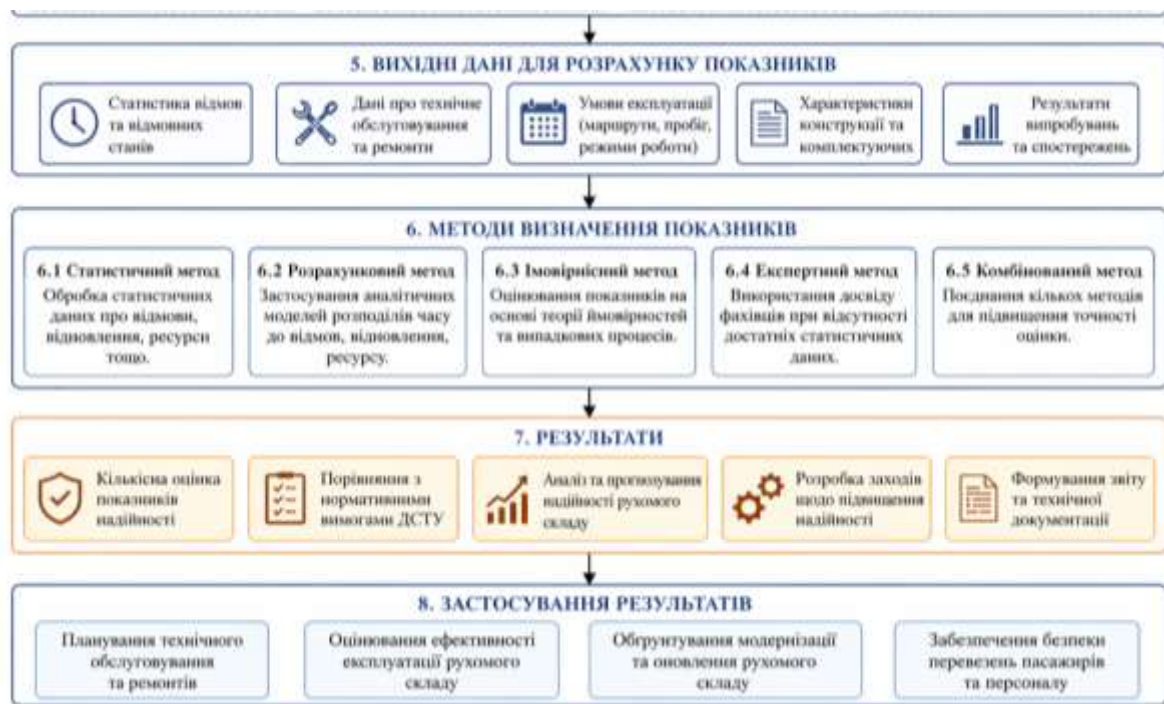 5. ВИХІДНІ ДАНІ ДЛЯ РОЗРАХУНКУ ПОКАЗНИКІВ
Статистика відмов
та відмовних
станів
Дані про технічне
обслуговування
та ремонти
Умови експлуатації
(маршрути, пробіг,
режими роботи)
Характеристики
конструкції та
комплектуючих
Результати
випробувань
та спостережень
6. МЕТОДИ ВИЗНАЧЕННЯ ПОКАЗНИКІВ
6.1 Статистичний метод
Обробка статистичних
даних про відмови,
відновлення, ресурси
тощо.
6.2 Розрахунковий метод
Застосування аналітичних
моделей розподілів часу
до відмов, відновлення,
ресурсу.
6.3 Імовірнісний метод
Оцінювання показників на
основі теорії ймовірностей
та випадкових процесів.
6.4 Експертний метод
Використання досвіду
фахівців при відсутності
достатніх статистичних
даних.
6.5 Комбінований метод
Поєднання кількох методів
для підвищення точності
оцінки.
7. РЕЗУЛЬТАТИ
Кількісна оцінка
показників
надійності
Порівняння з
нормативними
вимогами ДСТУ
Аналіз та прогнозування
надійності рухомого
складу
Розробка заходів
щодо підвищення
надійності
Формування звіту
та технічної
документації
8. ЗАСТОСУВАННЯ РЕЗУЛЬТАТІВ
Планування технічного
обслуговування
та ремонтів
Оцінювання ефективності
експлуатації рухомого
складу
Обґрунтування модернізації
та оновлення рухомого
складу
Забезпечення безпеки
перевезень пасажирів
та персоналу